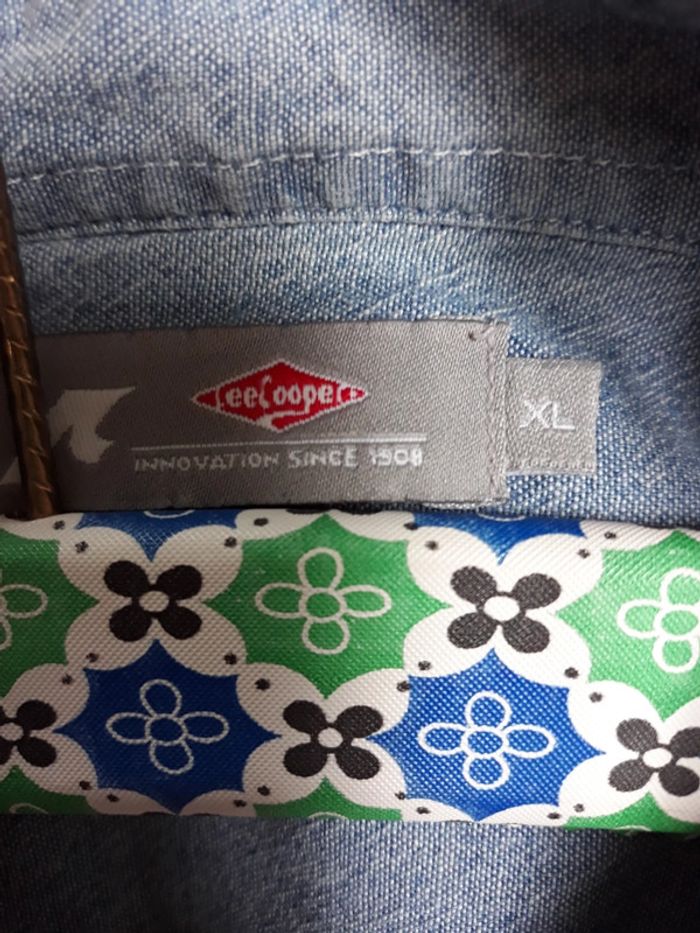 LeeCooper
XL
INNOVATION SINCE 1908